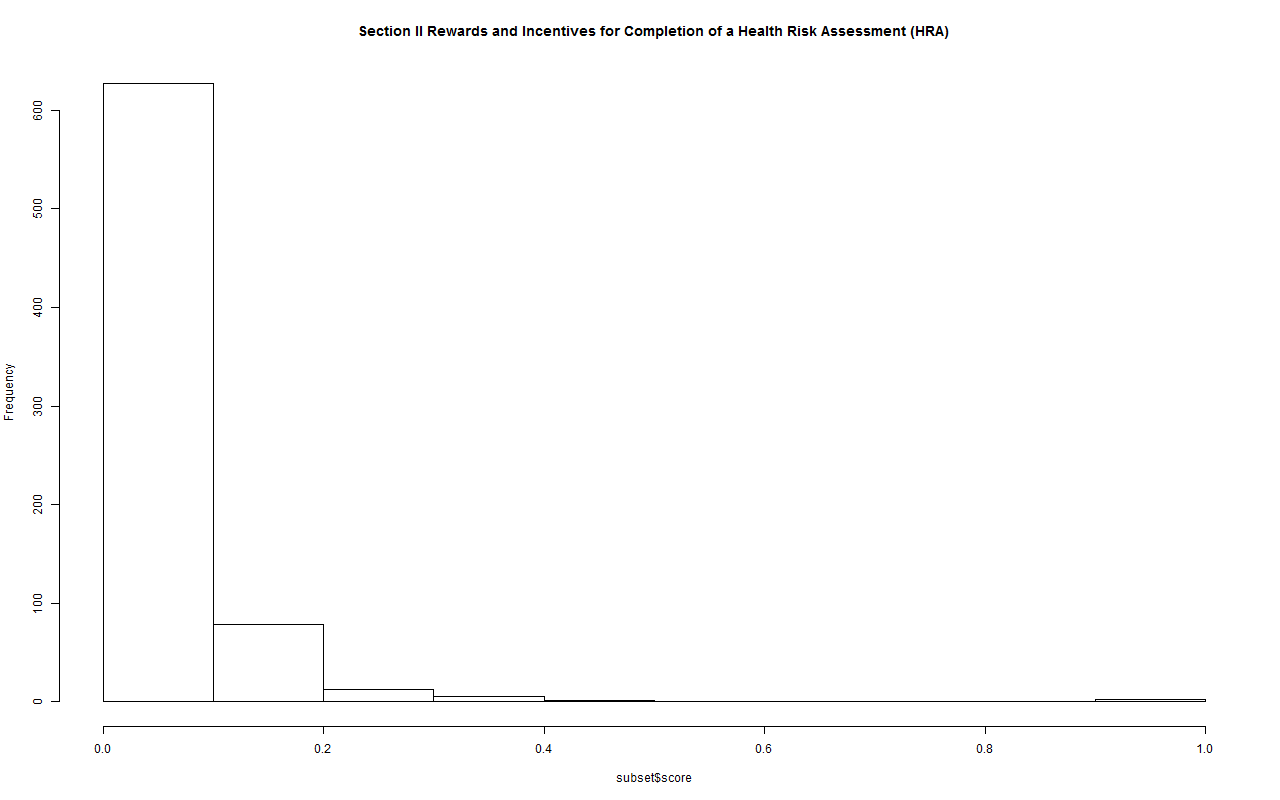 Section II Rewards and Incentives for Completion of a Health Risk Assessment (HRA)
Frequency
600
500
400
300
200
100
0
0.0 0.2 0.4 0.6 0.8 1.0
subset$score